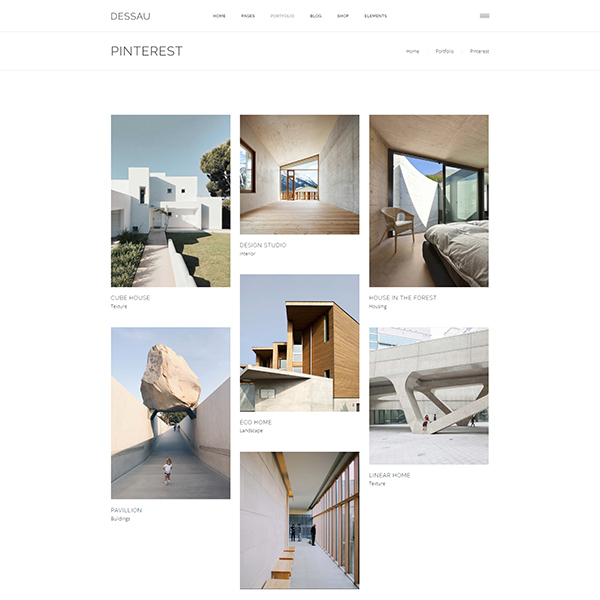 DESSAU
HOME PAGES PORTFOLIO BLOG SHOP ELEMENTS
PINTEREST
Home Portfolio Pinterest
CUBE HOUSE
Texture
DESIGN STUDIO
Interior
HOUSE IN THE FOREST
Housing
PAVILLION
Buildings
ECO HOME
Landscape
LINEAR HOME
Texture